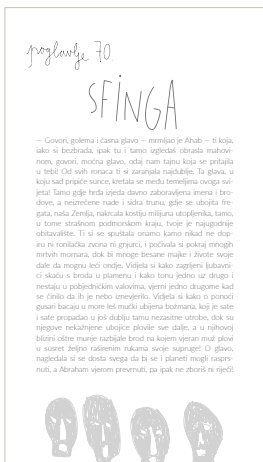 poglavlje 70.
SFINGA
— Govori, golema i časna glavo — mrmljao je Ahab — ti koja,
iako si bezbrada, ipak tu i tamo izgledaš obrasla mahovi-
nom, govori, moćna glavo, odaj nam tajnu koja se pritajila
u tebi! Od svih ronaca ti si zaranjala najdublje. Ta glava, u
koju sad pripiče sunce, kretala se među temeljima ovoga svi-
jeta! Tamo gdje hrđa izjeda davno zaboravljena imena i bro-
dove, a neizrečene nade i sidra trunu, gdje se ubojita fre-
gata, naša Zemlja, nakrcala kostiju milijuna utopljenika, tamo,
u tome strašnom podmorskom kraju, tvoje je najugodnije
obitavalište. Ti si se spuštala onamo kamo nikad ne dop-
iru ni ronilačka zvona ni gnjurci, i počivala si pokraj mnogih
mrtvih mornara, dok bi mnoge besane majke i živote svoje
dale da mognu leći ondje. Vidjela si kako zagrljeni ljubavni-
ci skaču s broda u plamenu i kako tonu jedno uz drugo i
nestaju u pobjedničkim valovima, vjerni jedno drugome kad
se činilo da ih je nebo iznevjerilo. Vidjela si kako o ponoći
gusari bacaju u more leš mučki ubijena božmana, koji je sate
i sate propadao u još dublju tamu nezasitne utrobe, dok su
njegove nekažnjene ubojice plovile sve dalje, a u njihovoj
blizini oštre munje razbijale brod na kojem vjeran muž plovi
u susret željno raširenim rukama svoje supruge! O glavo,
nagledala si se dosta svega da bi se i planeti mogli rasprs-
nuti, a Abraham vjerom prevrnuti, pa ipak ne zboriš ni riječi!